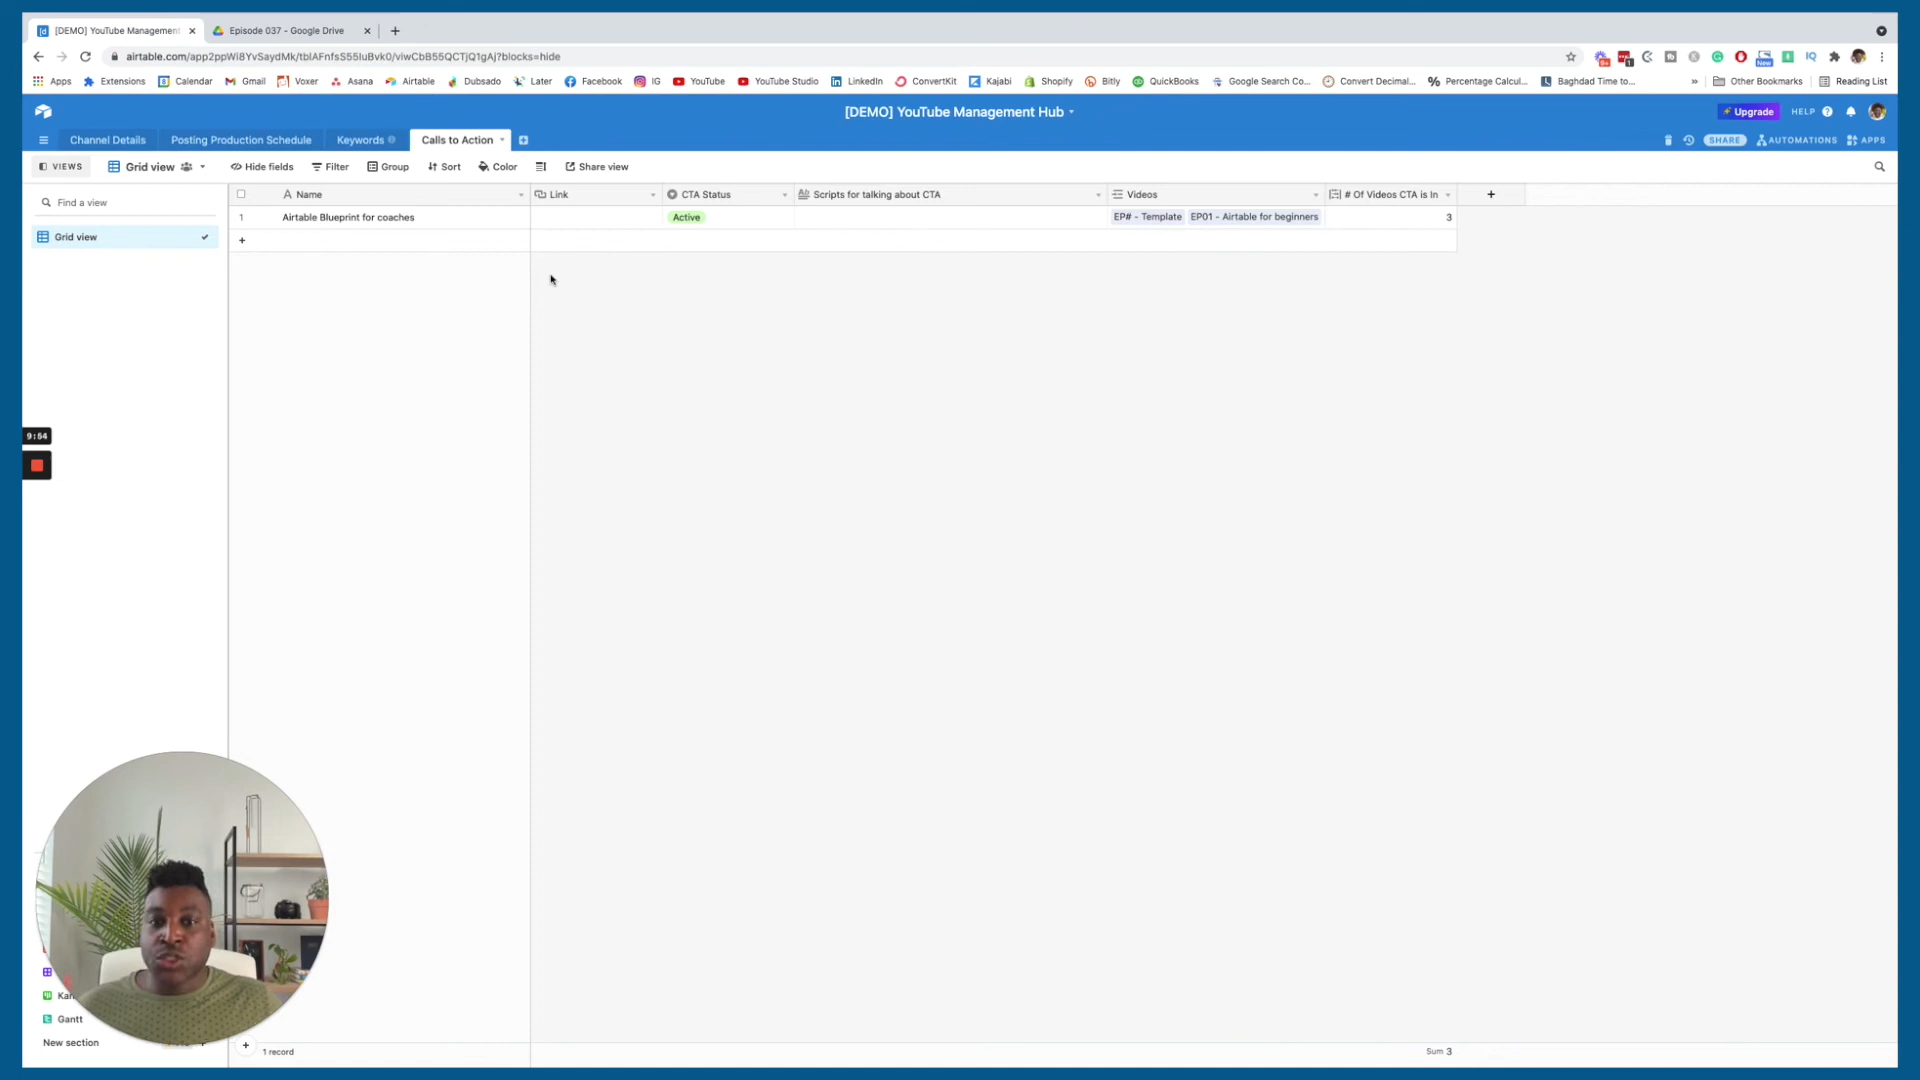 [DEMO] YouTube Management
Episode 037 - Google Drive
airtable.com/app2ppWi8YvSaydMk/tblAFnfsS55IuBvk0/viwCbB55QCTjQ1gAj?blocks=hide
Apps Extensions Calendar Gmail Voxer Asana Airtable Dubsado Later Facebook IG YouTube YouTube Studio LinkedIn ConvertKit Kajabi Shopify Bitly QuickBooks Google Search Co... Convert Decimal... Percentage Calcul... Baghdad Time to... » Other Bookmarks Reading List
[DEMO] YouTube Management Hub
Upgrade HELP
Channel Details Posting Production Schedule Keywords Calls to Action
SHARE AUTOMATIONS APPS
VIEWS Grid view Hide fields Filter Group Sort Color Share view
Find a view
Grid view
Name Link CTA Status Scripts for talking about CTA Videos # Of Videos CTA is In
1 Airtable Blueprint for coaches Active EP# - Template EP01 - Airtable for beginners 3
9:54
Kan
Gantt
New section
1 record
Sum 3